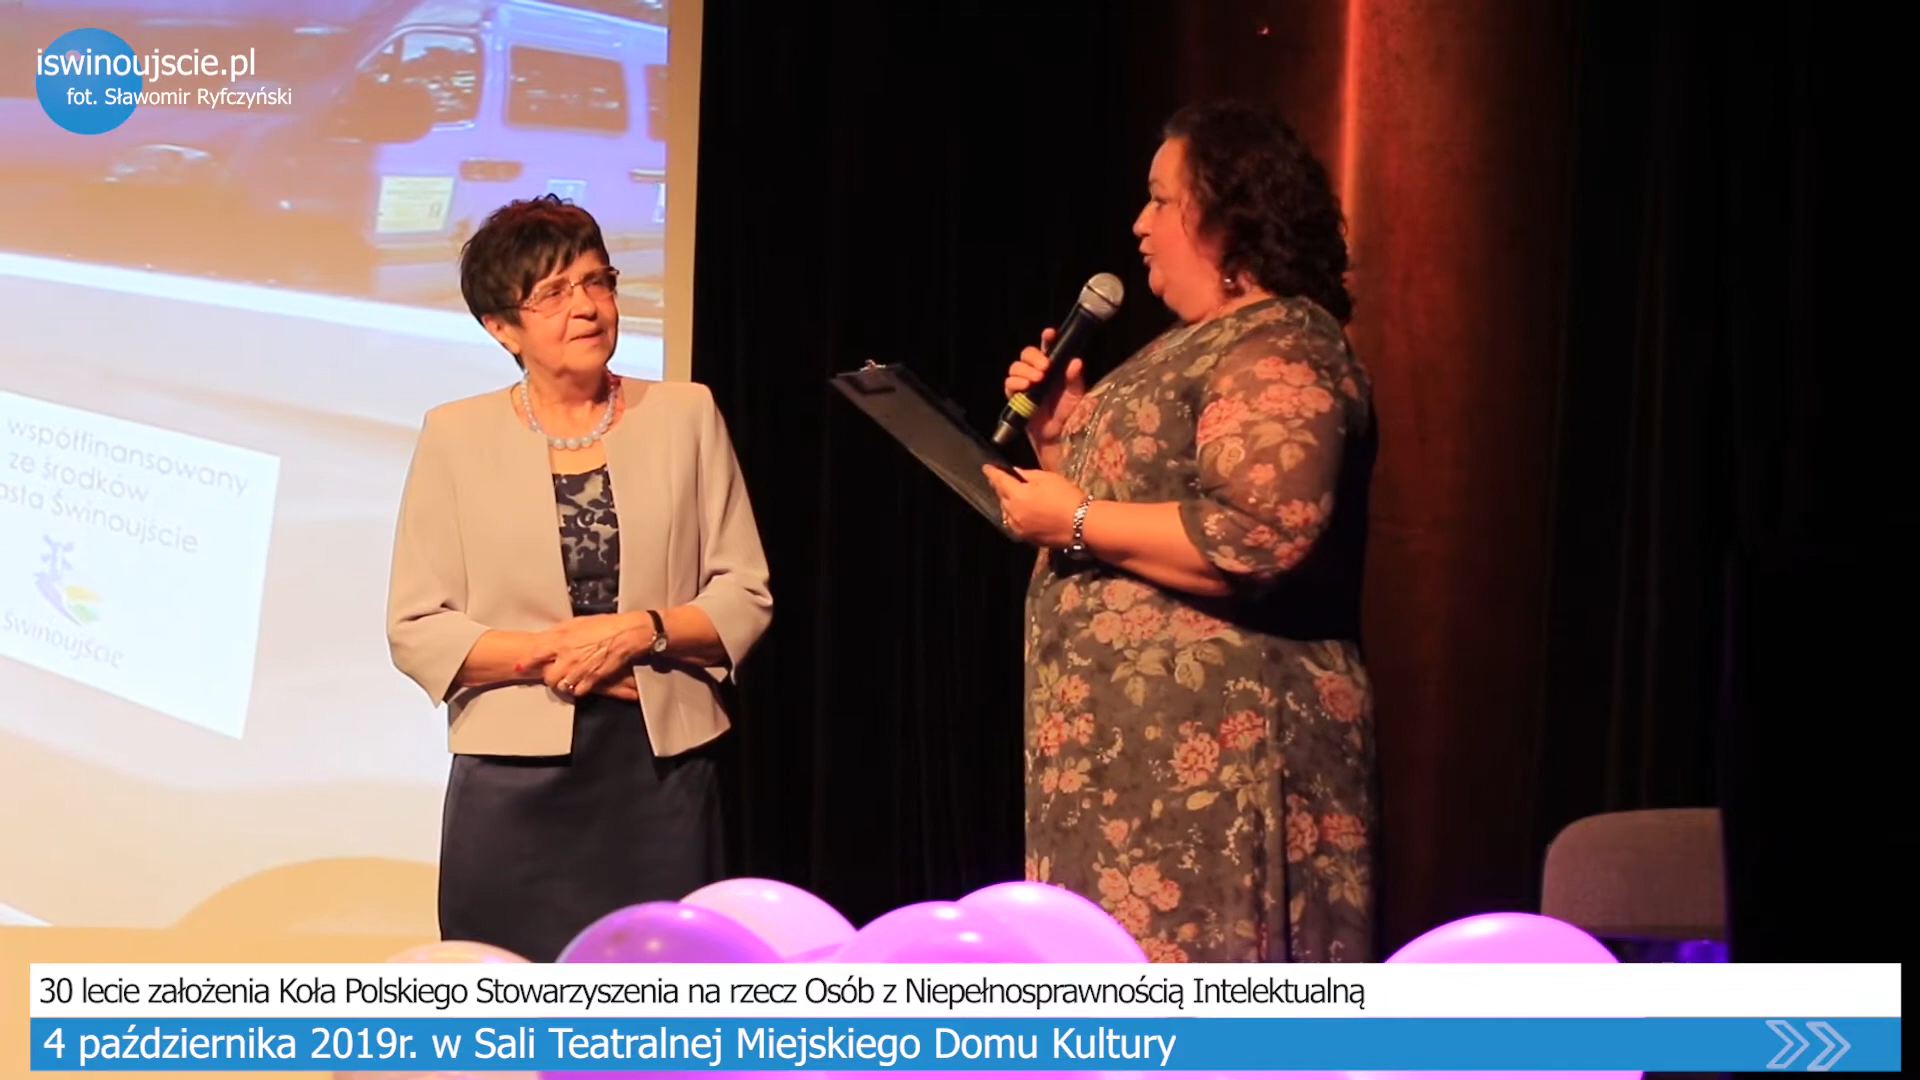 iswinoujscie.pl
fot. Sławomir Ryfczyński
współfinansowany
ze środków
asta Świnoujście
świnoujście
30 lecie założenia Koła Polskiego Stowarzyszenia na rzecz Osób z Niepełnosprawnością Intelektualną
4 października 2019r. w Sali Teatralnej Miejskiego Domu Kultury